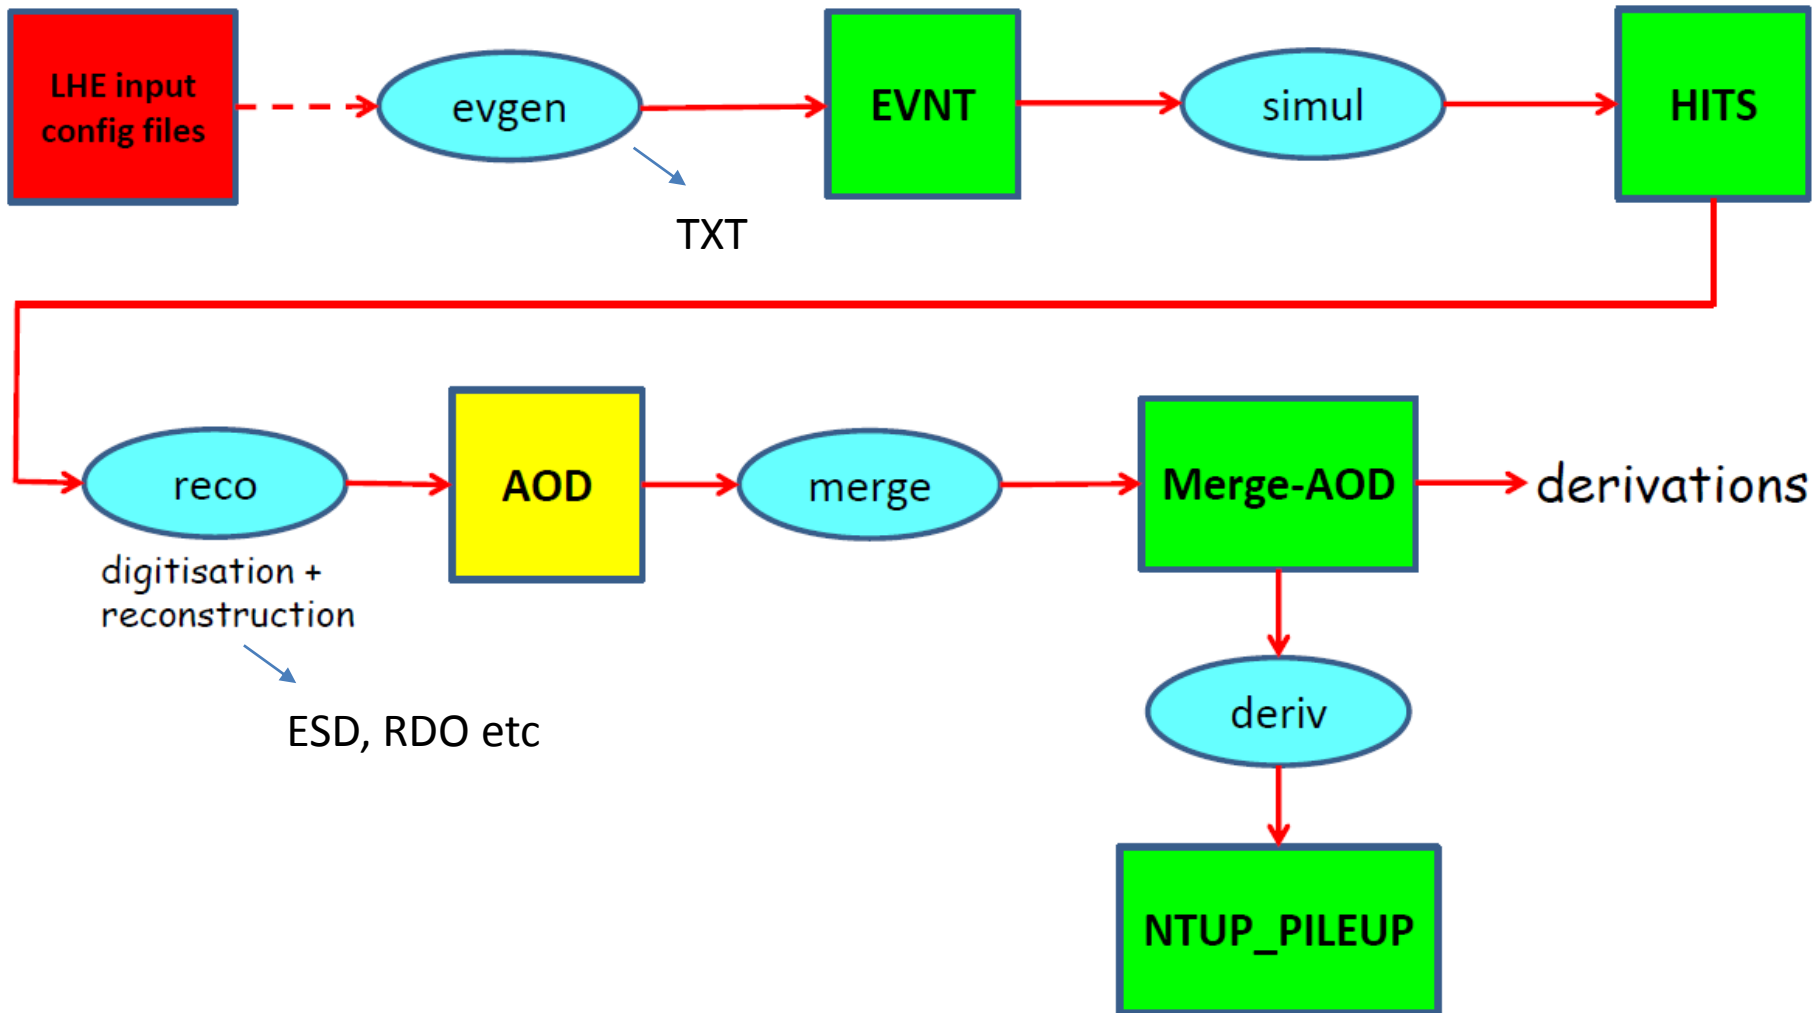 LHE input
config files
evgen
EVNT
simul
HITS
TXT
reco
AOD
merge
Merge-AOD
derivations
digitisation +
reconstruction
ESD, RDO etc
deriv
NTUP_PILEUP